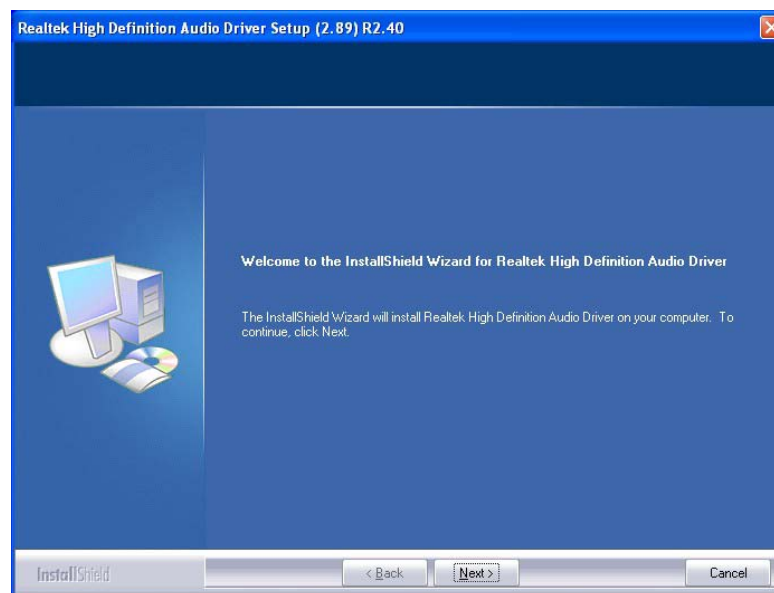 Realtek High Definition Audio Driver Setup (2.89) R2.40
Welcome to the InstallShield Wizard for Realtek High Definition Audio Driver
The InstallShield Wizard will install Realtek High Definition Audio Driver on your computer. To
continue, click Next.
InstallShield
< Back
Next >
Cancel